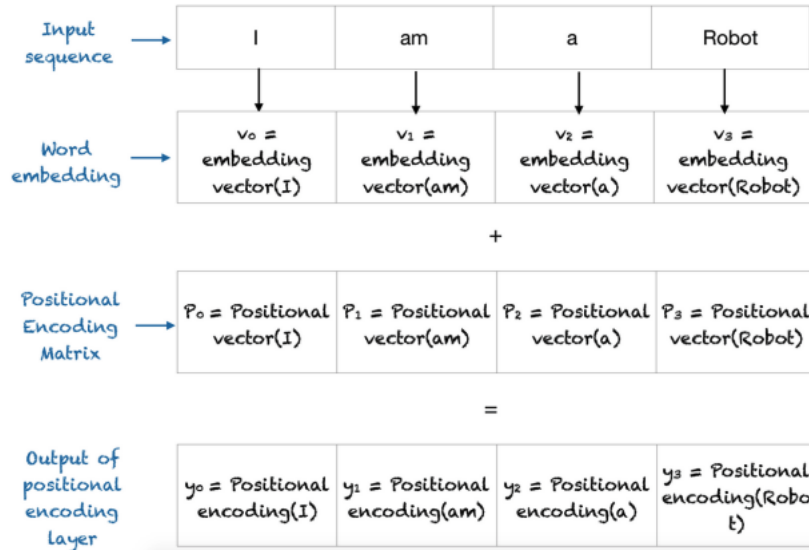 Input
sequence
I
am
a
Robot
Word
embedding
v₀ =
embedding
vector(I)
v₁ =
embedding
vector(am)
v₂ =
embedding
vector(a)
v₃ =
embedding
vector(Robot)
+
Positional
Encoding
Matrix
P₀ = Positional
vector(I)
P₁ = Positional
vector(am)
P₂ = Positional
vector(a)
P₃ = Positional
vector(Robot)
=
Output of
positional
encoding
layer
y₀ = Positional
encoding(I)
y₁ = Positional
encoding(am)
y₂ = Positional
encoding(a)
y₃ = Positional
encoding(Robo
t)